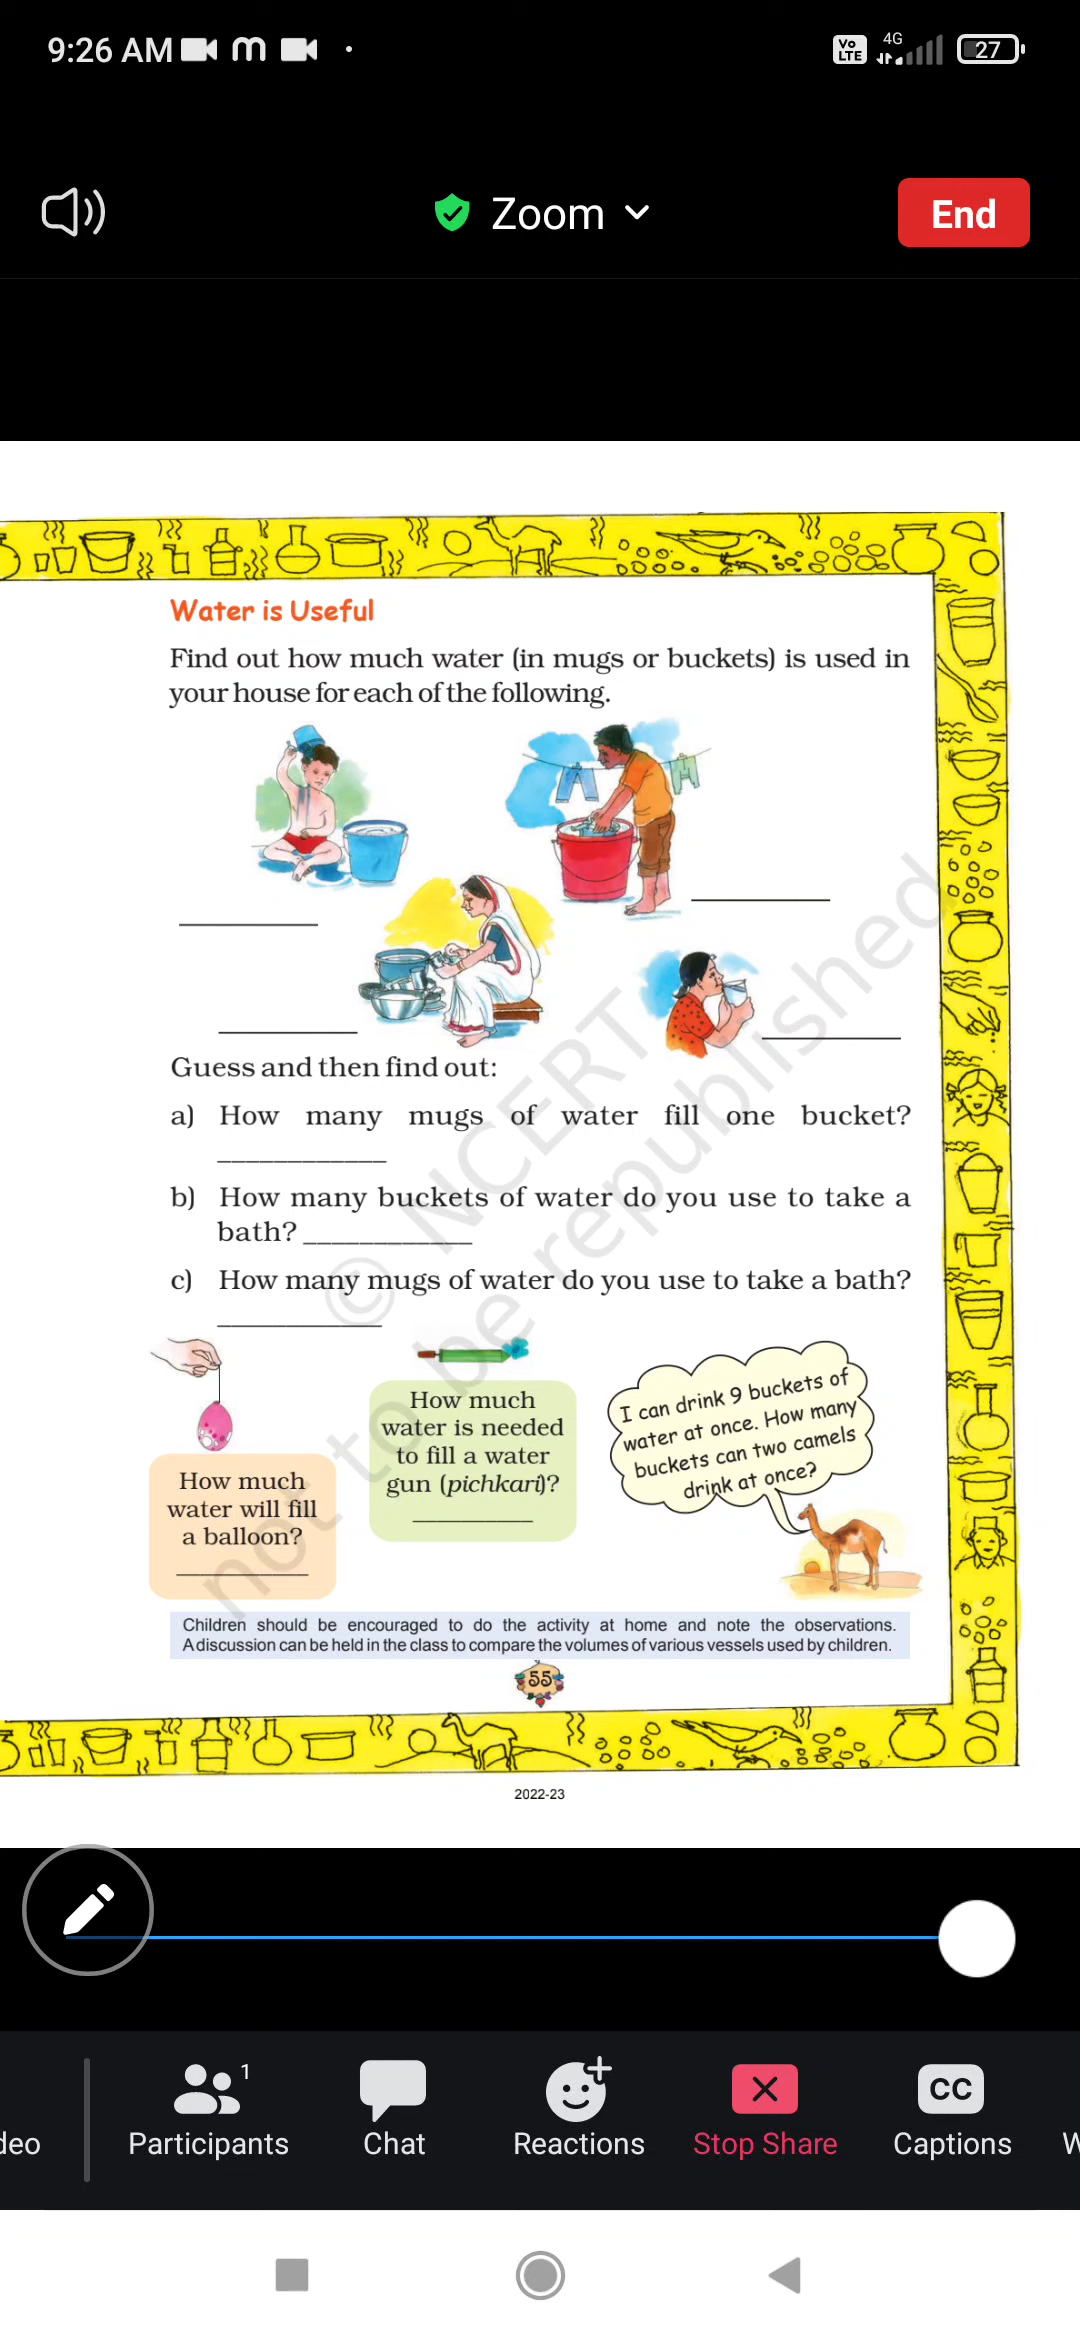 9:26 AM
Vo LTE 4G 27
Zoom
End
Water is Useful
Find out how much water (in mugs or buckets) is used in
your house for each of the following.
Guess and then find out:
a) How many mugs of water fill one bucket?
b) How many buckets of water do you use to take a
bath?
c) How many mugs of water do you use to take a bath?
How much
water will fill
a balloon?
How much
water is needed
to fill a water
gun (pichkari)?
I can drink 9 buckets of
water at once. How many
buckets can two camels
drink at once?
Children should be encouraged to do the activity at home and note the observations.
A discussion can be held in the class to compare the volumes of various vessels used by children.
55
© NCERT
not to be republished
2022-23
1
deo
Participants
Chat
Reactions
Stop Share
CC
Captions